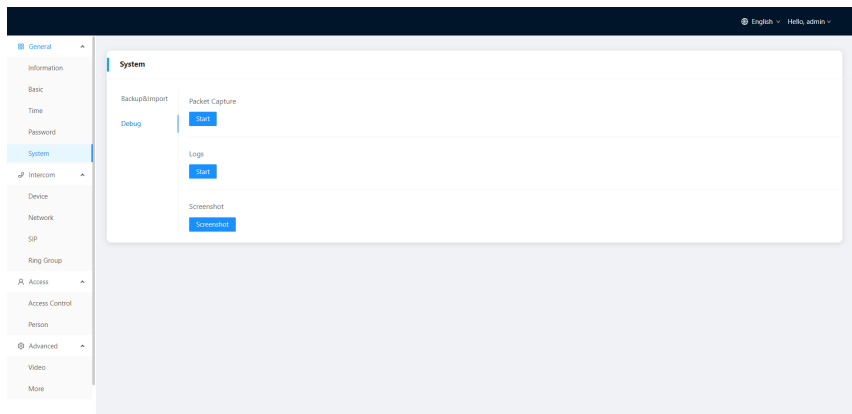 English
Hello, admin
General
Information
Basic
Time
Password
System
Intercom
Device
Network
SIP
Ring Group
Access
Access Control
Person
Advanced
Video
More
System
Backup&Import
Debug
Packet Capture
Start
Logs
Start
Screenshot
Screenshot